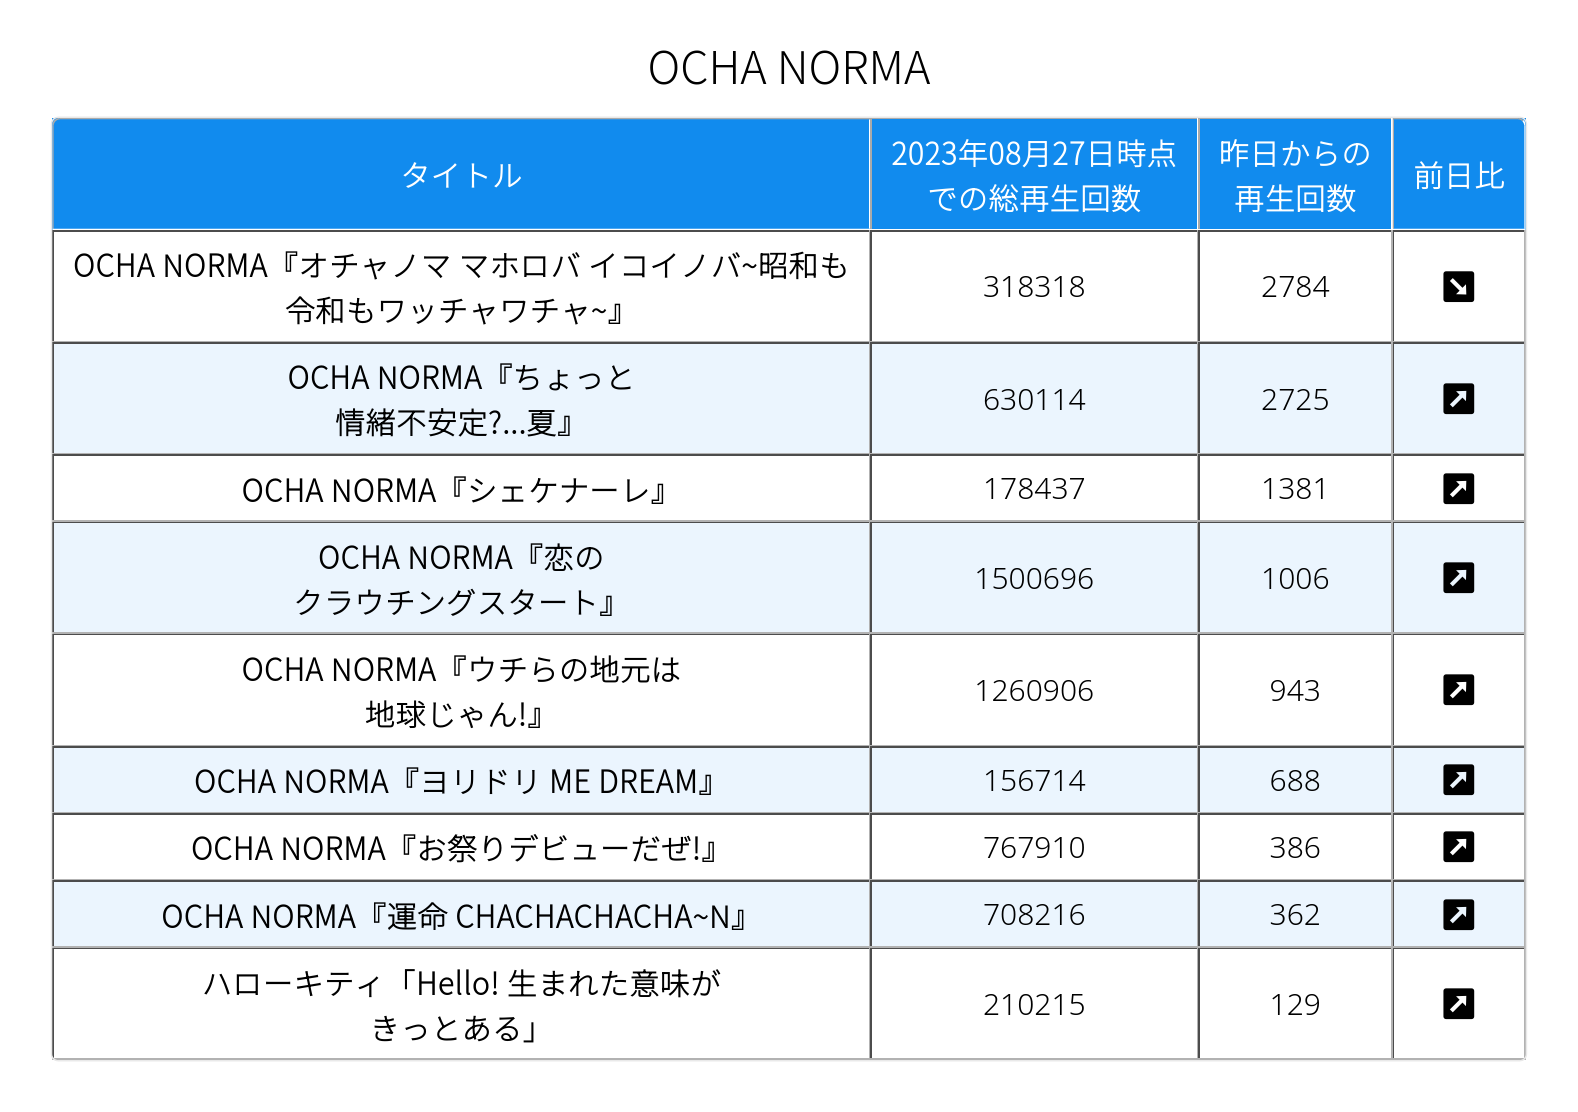 OCHA NORMA
タイトル
2023年08月27日時点
での総再生回数
昨日からの
再生回数
前日比
OCHA NORMA『オチャノマ マホロバ イコイノバ~昭和も
令和もワッチャワチャ~』
318318
2784
OCHA NORMA『ちょっと
情緒不安定?...夏』
630114
2725
OCHA NORMA『シェケナーレ』
178437
1381
OCHA NORMA『恋の
クラウチングスタート』
1500696
1006
OCHA NORMA『ウチらの地元は
地球じゃん!』
1260906
943
OCHA NORMA『ヨリドリ ME DREAM』
156714
688
OCHA NORMA『お祭りデビューだぜ!』
767910
386
OCHA NORMA『運命 CHACHACHACHA~N』
708216
362
ハローキティ「Hello! 生まれた意味が
きっとある」
210215
129